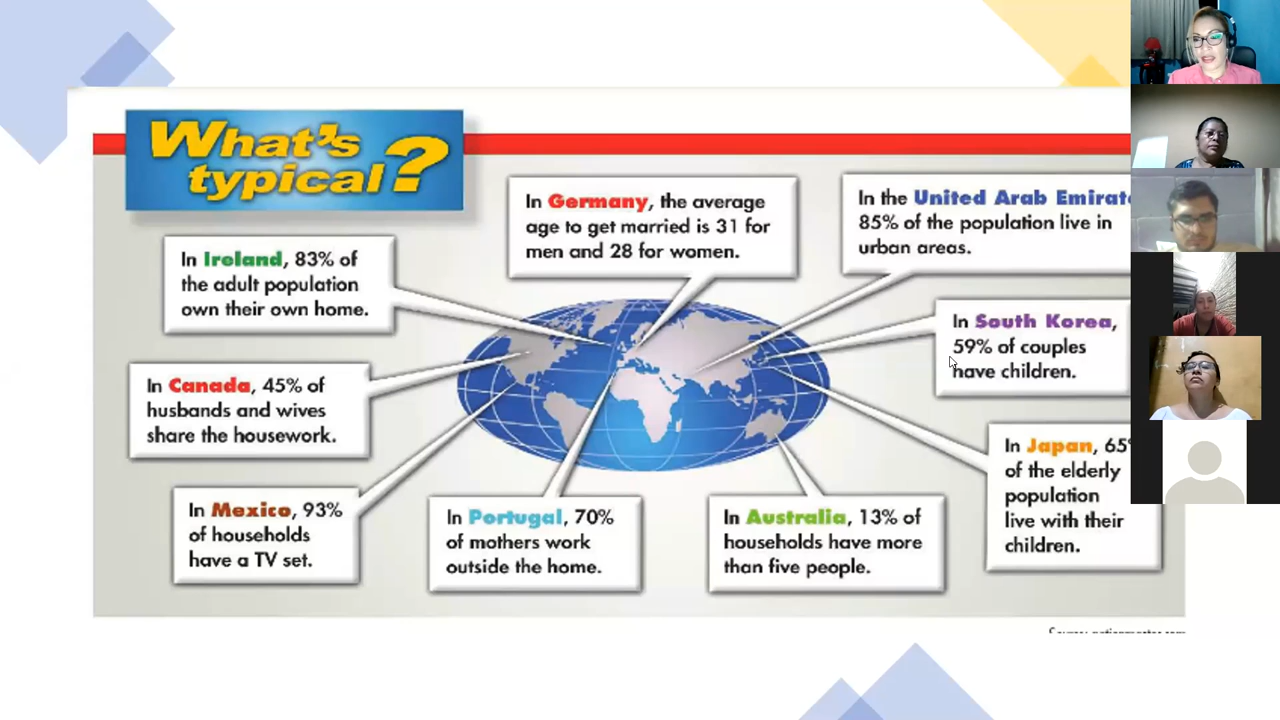 What's
typical?
In Germany, the average
age to get married is 31 for
men and 28 for women.
In the United Arab
85% of the population live in
urban areas.
In Ireland, 83% of
the adult population
own their own home.
In South Korea,
59% of couples
have children.
In Canada, 45% of
husbands and wives
share the housework.
In Japan, 65
of the elderly
population
live with their
children.
In Mexico, 93%
of households
have a TV set.
In Portugal, 70%
of mothers work
outside the home.
In Australia, 13% of
households have more
than five people.